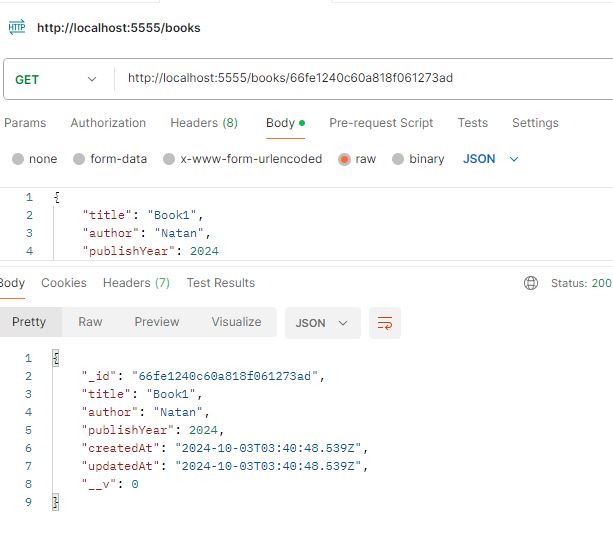 HTTP http://localhost:5555/books
GET http://localhost:5555/books/66fe1240c60a818f061273ad
Params Authorization Headers (8) Body Pre-request Script Tests Settings
none form-data x-www-form-urlencoded raw binary JSON
1 {
2 "title": "Book1",
3 "author": "Natan",
4 "publishYear": 2024
Body Cookies Headers (7) Test Results Status: 200
Pretty Raw Preview Visualize JSON
1 {
2 "_id": "66fe1240c60a818f061273ad",
3 "title": "Book1",
4 "author": "Natan",
5 "publishYear": 2024,
6 "createdAt": "2024-10-03T03:40:48.539Z",
7 "updatedAt": "2024-10-03T03:40:48.539Z",
8 "__v": 0
9 }